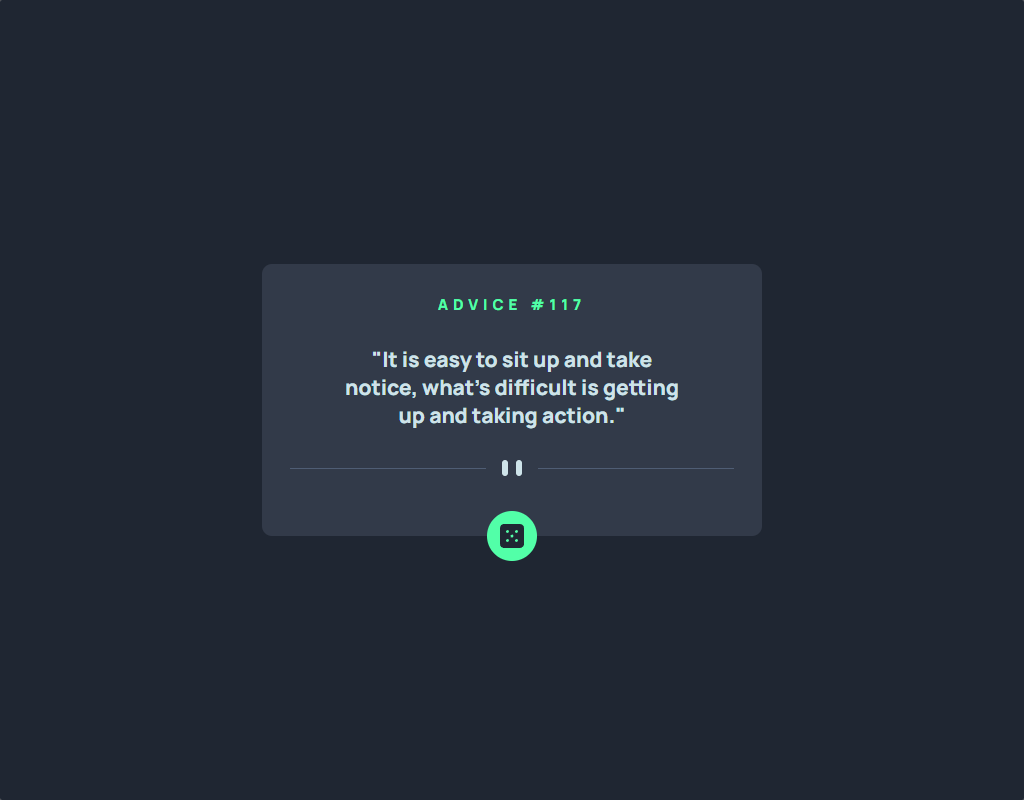 ADVICE #117
"It is easy to sit up and take
notice, what's difficult is getting
up and taking action."